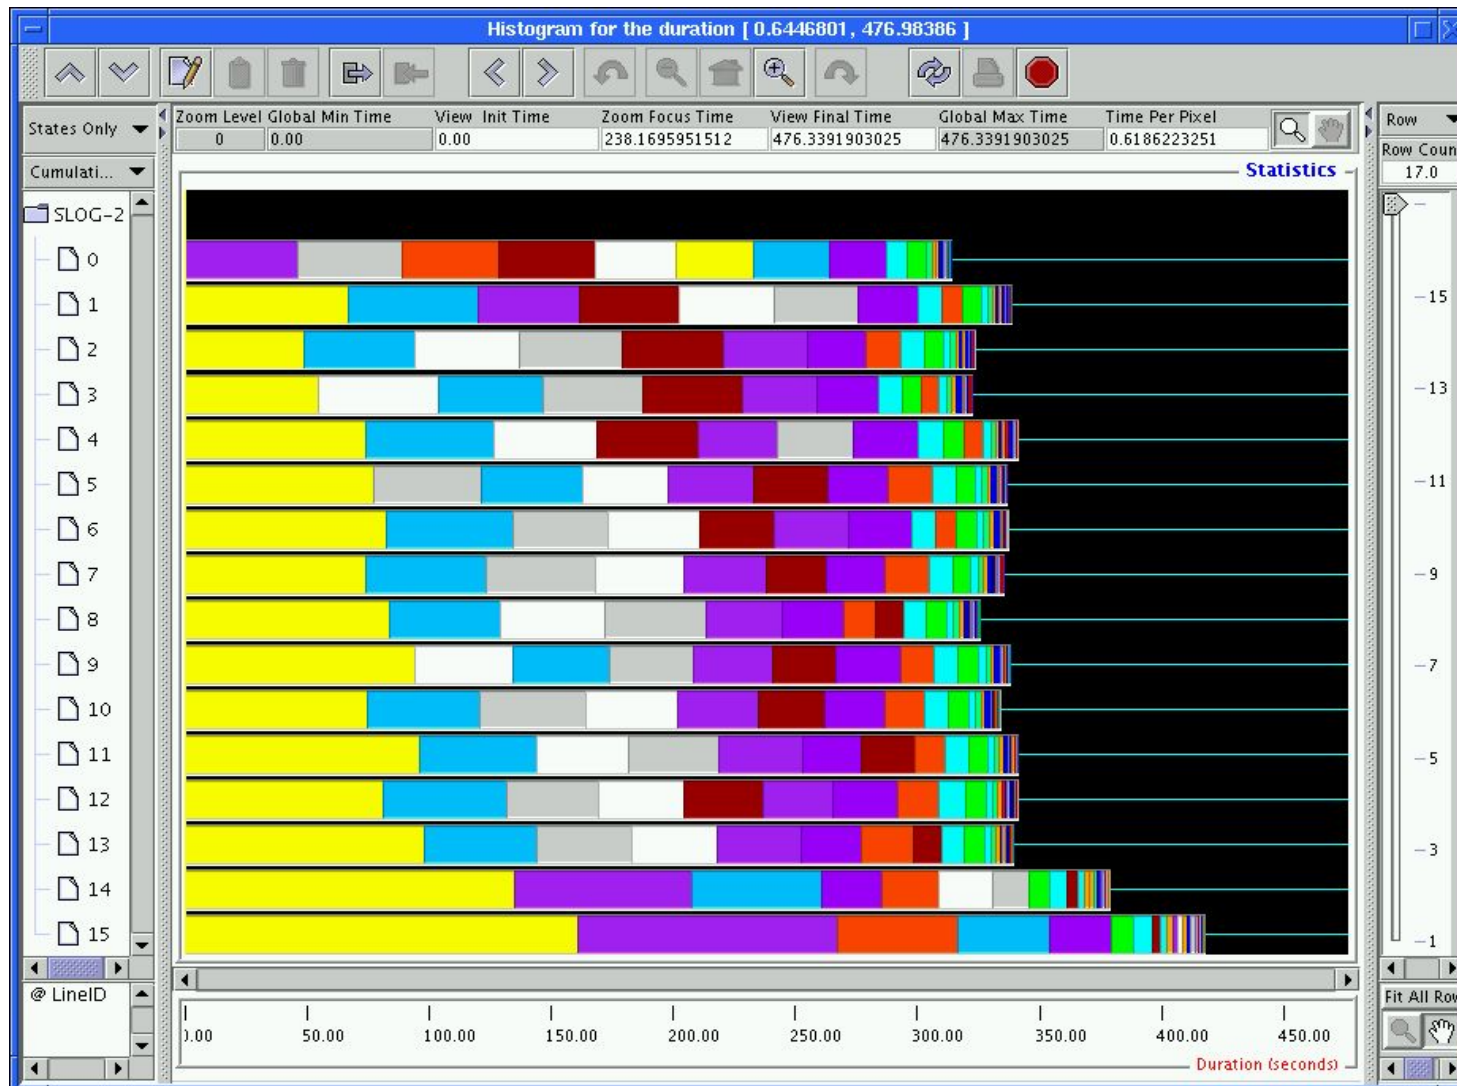 Histogram for the duration [ 0.6446801, 476.98386 ]
States Only
Zoom Level Global Min Time View Init Time Zoom Focus Time View Final Time Global Max Time Time Per Pixel
0 0.00 0.00 238.1695951512 476.3391903025 476.3391903025 0.6186223251
Row
Row Coun
17.0
Cumulati...
Statistics
SLOG-2
0
1
2
3
4
5
6
7
8
9
10
11
12
13
14
15
15
13
11
9
7
5
3
1
@ LineID
Fit All Row
).00 50.00 100.00 150.00 200.00 250.00 300.00 350.00 400.00 450.00
Duration (seconds)